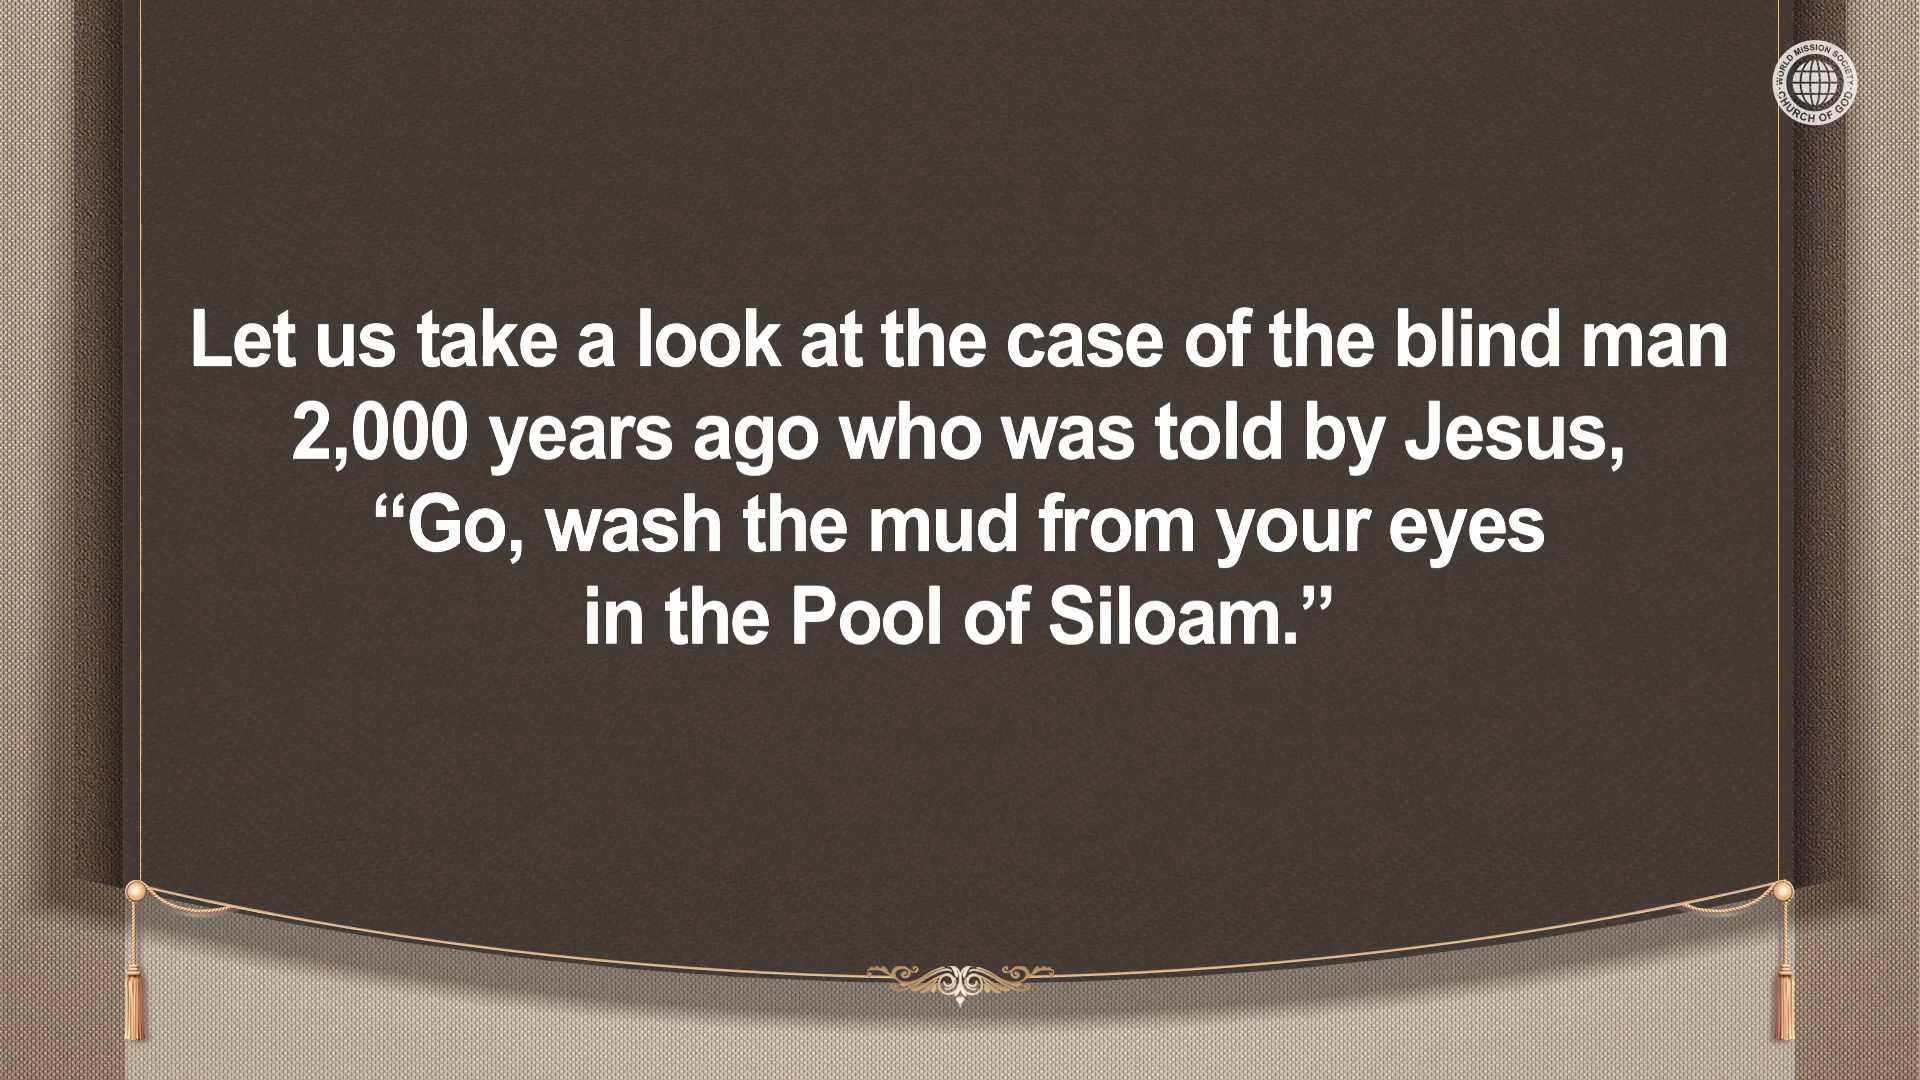 WORLD MISSION SOCIETY
CHURCH OF GOD
Let us take a look at the case of the blind man
2,000 years ago who was told by Jesus,
“Go, wash the mud from your eyes
in the Pool of Siloam.”